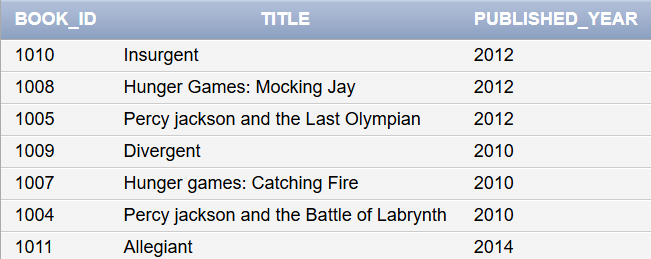 BOOK_ID TITLE PUBLISHED_YEAR
1010 Insurgent 2012
1008 Hunger Games: Mocking Jay 2012
1005 Percy jackson and the Last Olympian 2012
1009 Divergent 2010
1007 Hunger games: Catching Fire 2010
1004 Percy jackson and the Battle of Labrynth 2010
1011 Allegiant 2014